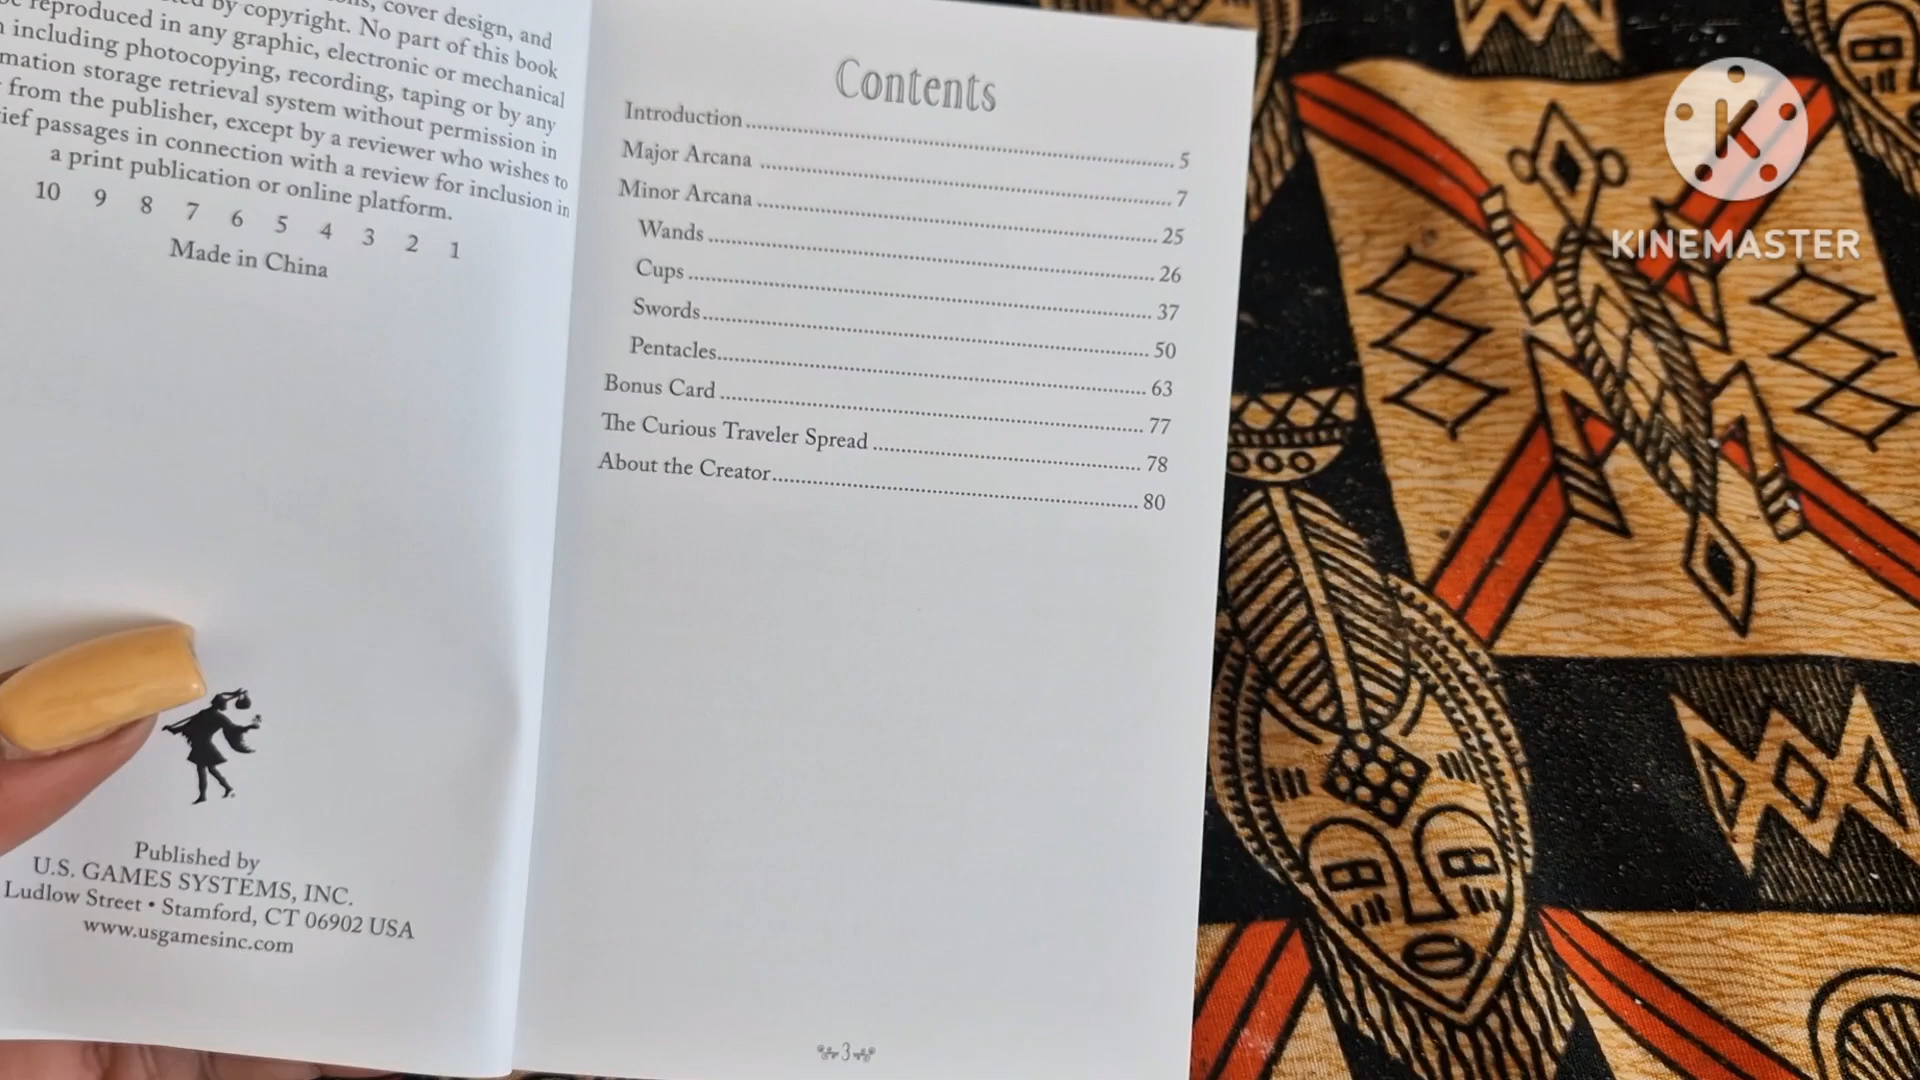 ns, cover design, and
ed by copyright. No part of this book
reproduced in any graphic, electronic or mechanical
including photocopying, recording, taping or by any
mation storage retrieval system without permission in
from the publisher, except by a reviewer who wishes to
ief passages in connection with a review for inclusion in
a print publication or online platform.
10 9 8 7 6 5 4 3 2 1
Made in China
Published by
U.S. GAMES SYSTEMS, INC.
Ludlow Street • Stamford, CT 06902 USA
www.usgamesinc.com
Contents
Introduction 5
Major Arcana 7
Minor Arcana 25
Wands 26
Cups 37
Swords 50
Pentacles 63
Bonus Card 77
The Curious Traveler Spread 78
About the Creator 80
3
K
KINEMASTER